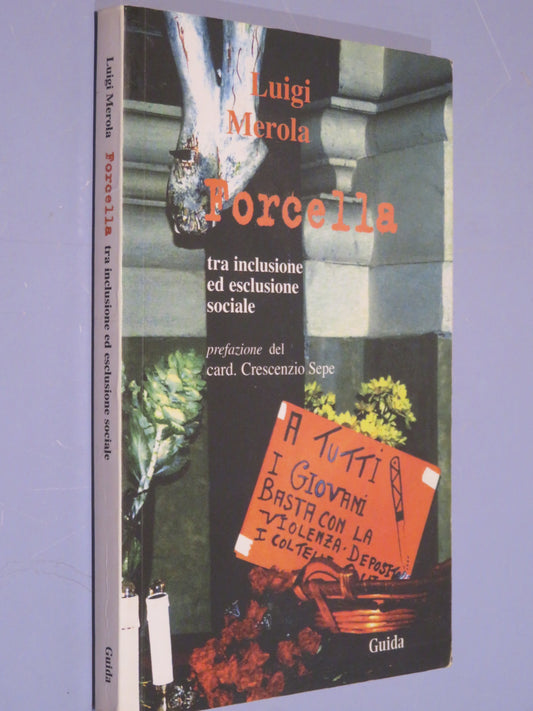 Luigi Merola Forcella tra inclusione ed esclusione sociale Guida
Luigi
Merola
Forcella
tra inclusione
ed esclusione
sociale
prefazione del
card. Crescenzio Sepe
A TUTTI
I GIOVANI
BASTA CON LA
VIOLENZA. DEPOSIT
I COLTELL
Guida